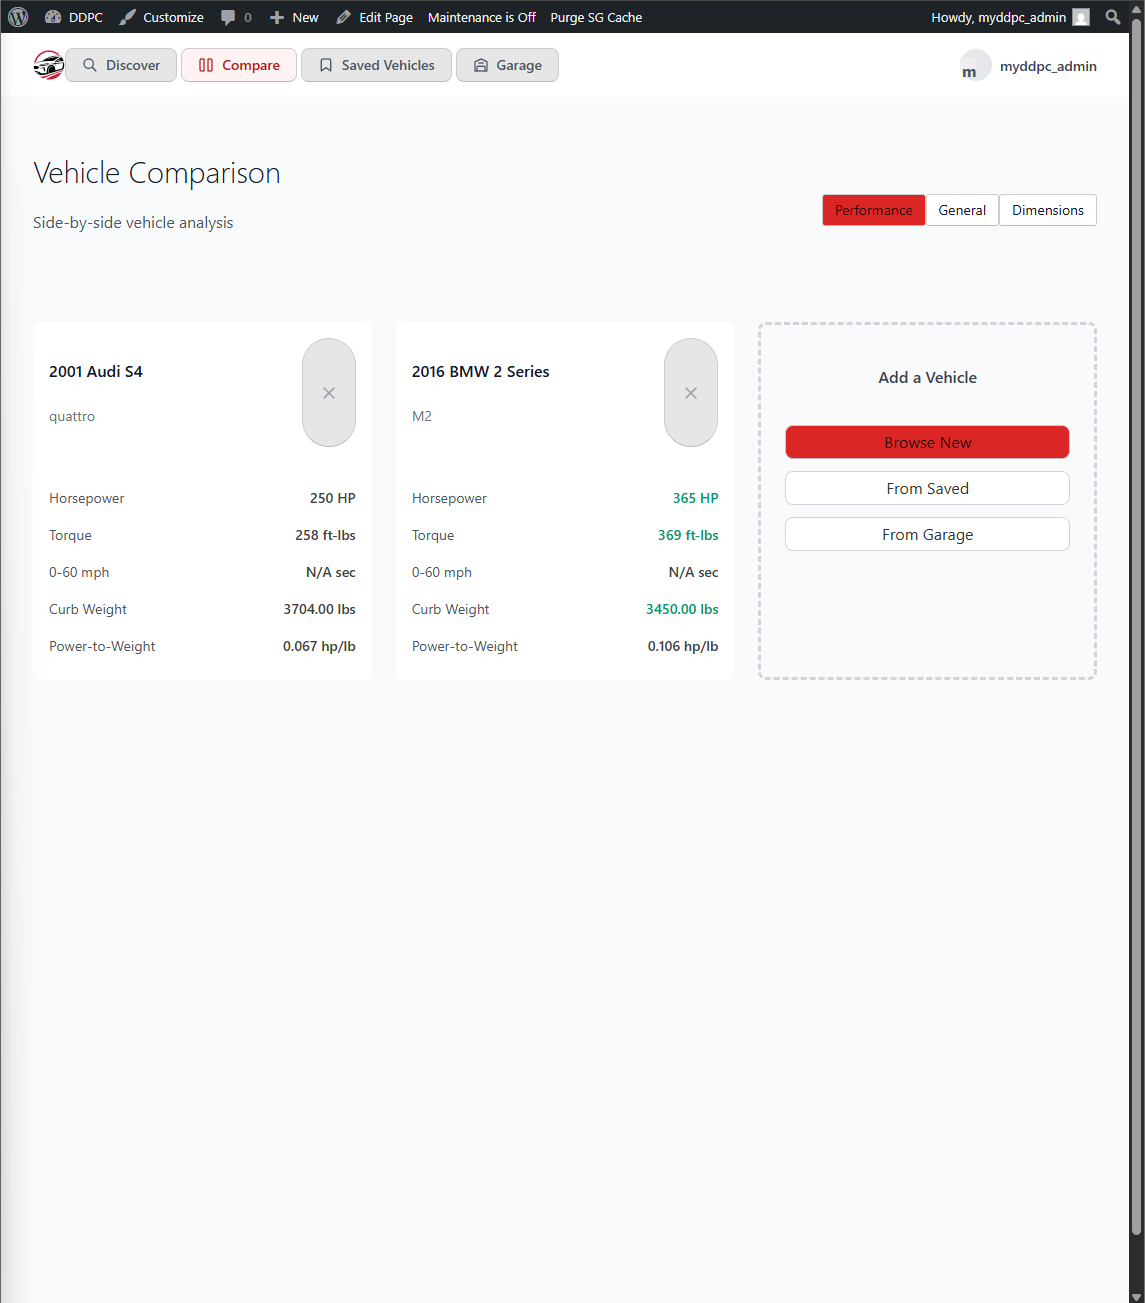 DDPC Customize 0 New Edit Page Maintenance is Off Purge SG Cache Howdy, myddpc_admin
Discover Compare Saved Vehicles Garage m myddpc_admin
Vehicle Comparison
Side-by-side vehicle analysis
Performance General Dimensions
2001 Audi S4
quattro
Horsepower 250 HP
Torque 258 ft-lbs
0-60 mph N/A sec
Curb Weight 3704.00 lbs
Power-to-Weight 0.067 hp/lb
2016 BMW 2 Series
M2
Horsepower 365 HP
Torque 369 ft-lbs
0-60 mph N/A sec
Curb Weight 3450.00 lbs
Power-to-Weight 0.106 hp/lb
Add a Vehicle
Browse New
From Saved
From Garage